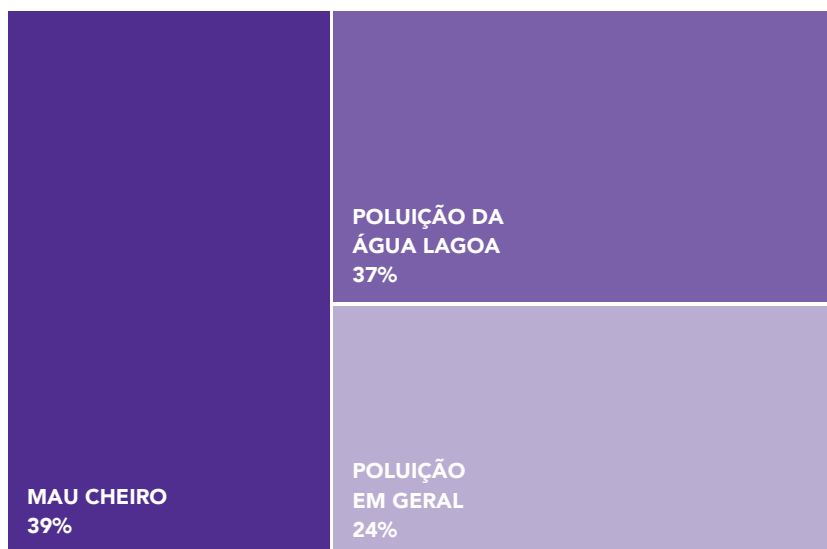 MAU CHEIRO
39%
POLUIÇÃO DA
ÁGUA LAGOA
37%
POLUIÇÃO
EM GERAL
24%